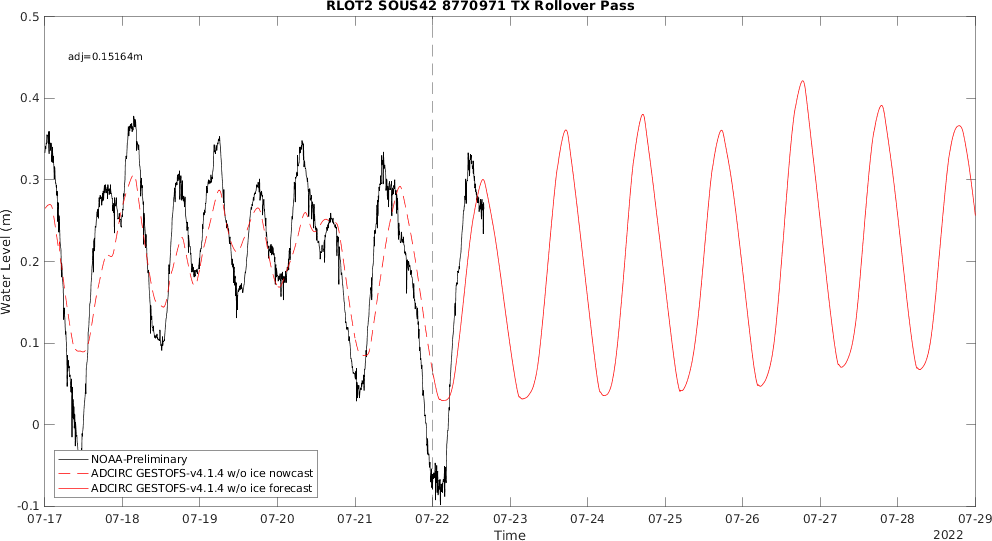 RLOT2 SOUS42 8770971 TX Rollover Pass
0.5
adj=0.15164m
0.4
0.3
0.2
0.1
0
-0.1
Water Level (m)
NOAA-Preliminary
ADCIRC GESTOFS-v4.1.4 w/o ice nowcast
ADCIRC GESTOFS-v4.1.4 w/o ice forecast
07-17 07-18 07-19 07-20 07-21 07-22 07-23 07-24 07-25 07-26 07-27 07-28 07-29
Time
2022